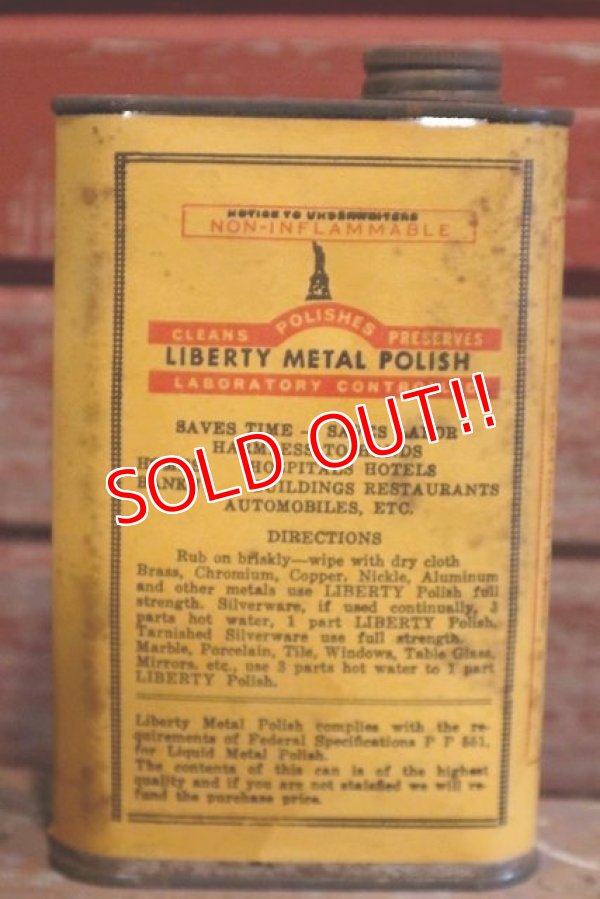 NOTICE TO UNDERWRITERS
NON-INFLAMMABLE
CLEANS POLISHES PRESERVES
LIBERTY METAL POLISH
LABORATORY
SAVES TIME
TO
HOSPITALS HOTELS
RESTAURANTS
AUTOMOBILES, ETC.
SOLD OUT!!
DIRECTIONS
Rub on briskly—wipe with dry cloth
Brass, Chromium, Copper, Nickle, Aluminum
and other metals use LIBERTY Polish full
strength. Silverware, if used continually, 3
parts hot water, 1 part LIBERTY Polish.
Tarnished Silverware use full strength.
Marble, Porcelain, Tile, Windows, Table Glass,
Mirrors, etc., use 3 parts hot water to 1 part
LIBERTY Polish.
Liberty Metal Polish complies with the re-
quirements of Federal Specifications P P 551,
for Liquid Metal Polish.
The contents of this can is of the highest
quality and if you are not staisfied we will re-
fund the purchase price.